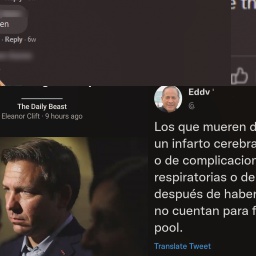 en
· Reply · 6w
e th
The Daily Beast
Eleanor Clift · 9 hours ago
Eddy
Los que mueren d
un infarto cerebra
o de complicacion
respiratorias o de
después de haber
no cuentan para f
pool.
Translate Tweet